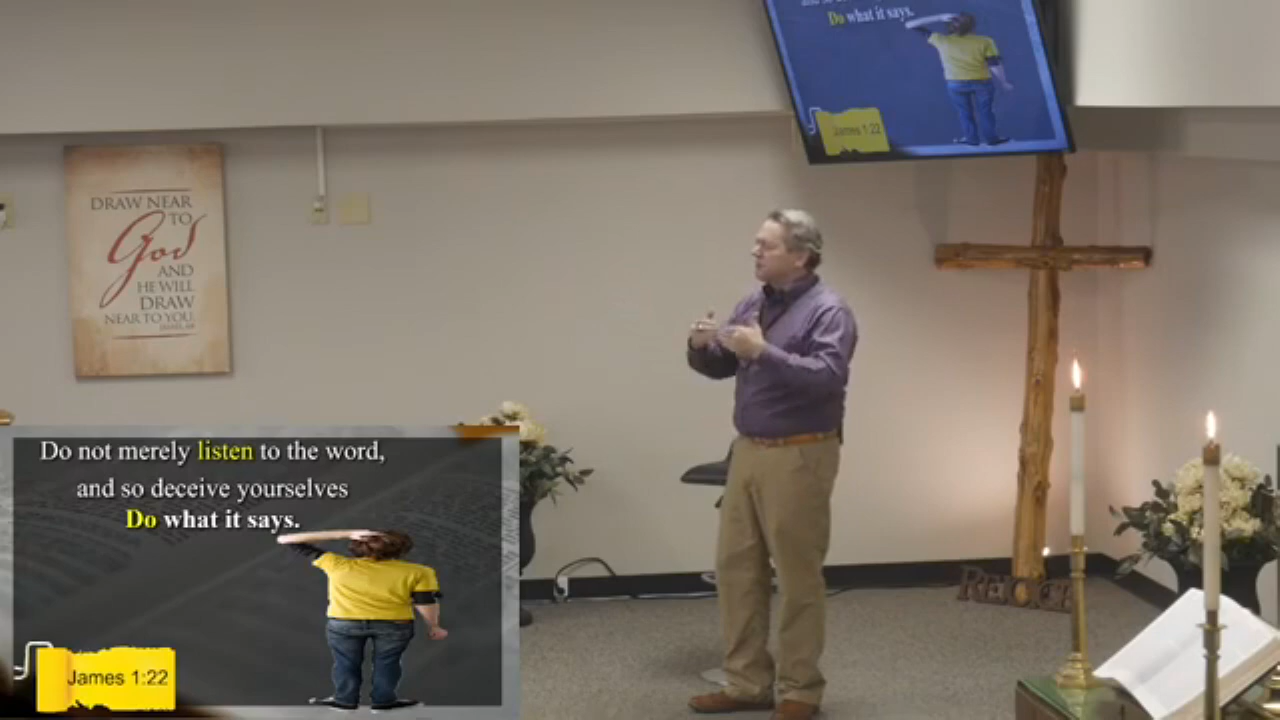 Do what it says.
James 1:22
DRAW NEAR
TO
God
AND
HE WILL
DRAW
NEAR TO YOU
Do not merely listen to the word,
and so deceive yourselves
Do what it says.
James 1:22
REJOICE